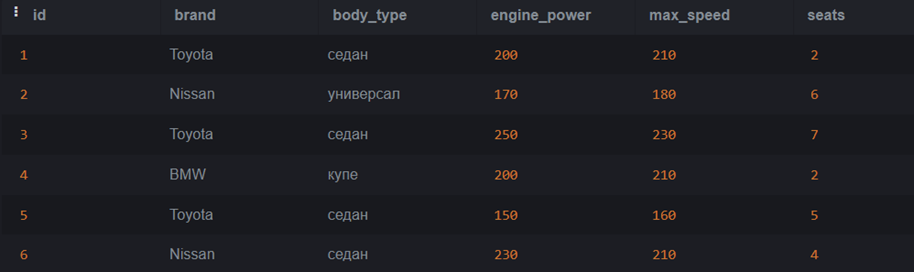 id brand body_type engine_power max_speed seats
1 Toyota седан 200 210 2
2 Nissan универсал 170 180 6
3 Toyota седан 250 230 7
4 BMW купе 200 210 2
5 Toyota седан 150 160 5
6 Nissan седан 230 210 4